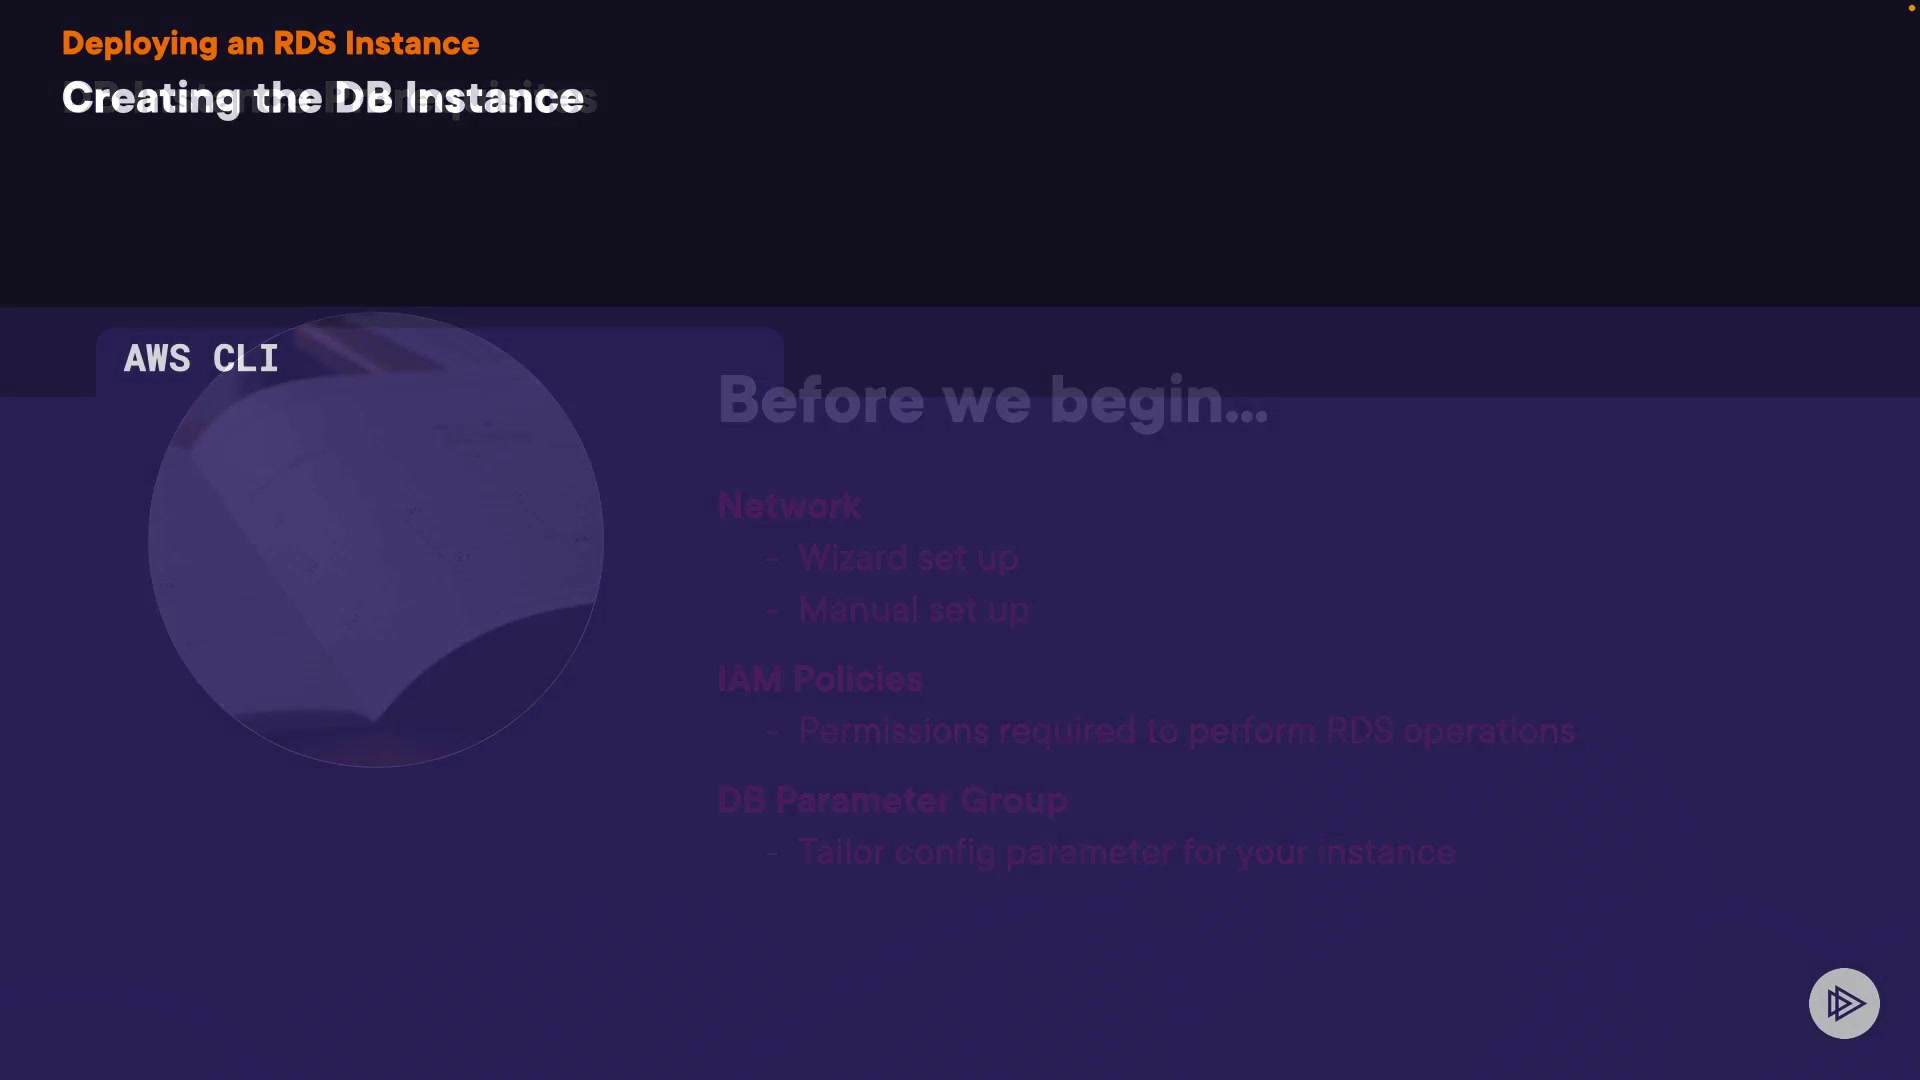 Deploying an RDS Instance
Creating the DB Instance
AWS CLI
Before we begin...
Network
- Wizard set up
- Manual set up
IAM Policies
- Permissions required to perform RDS operations
DB Parameter Group
- Tailor config parameter for your instance